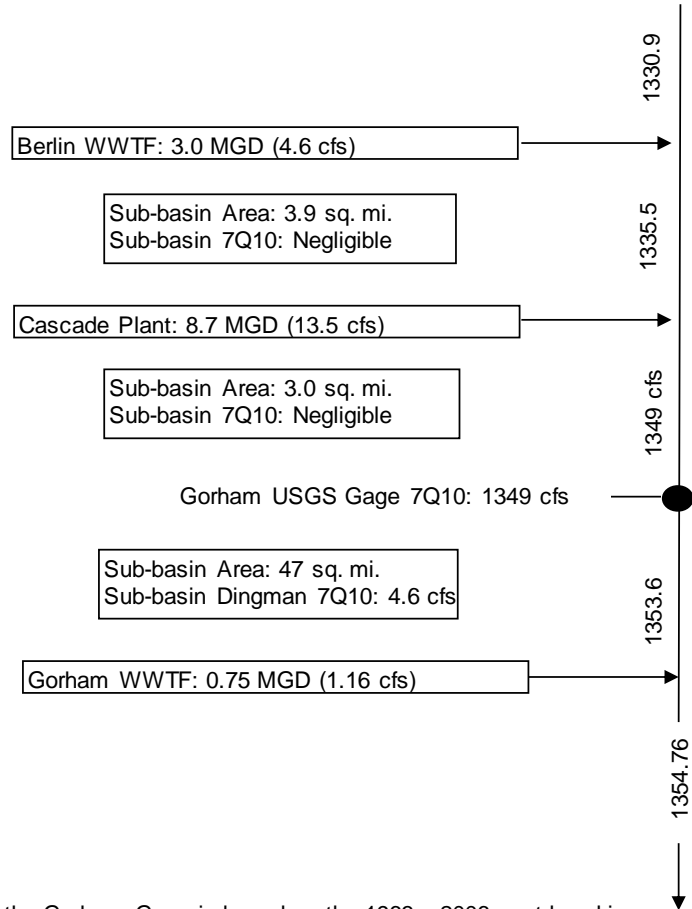 1330.9
Berlin WWTF: 3.0 MGD (4.6 cfs)
Sub-basin Area: 3.9 sq. mi.
Sub-basin 7Q10: Negligible
1335.5
Cascade Plant: 8.7 MGD (13.5 cfs)
Sub-basin Area: 3.0 sq. mi.
Sub-basin 7Q10: Negligible
1349 cfs
Gorham USGS Gage 7Q10: 1349 cfs
Sub-basin Area: 47 sq. mi.
Sub-basin Dingman 7Q10: 4.6 cfs
1353.6
Gorham WWTF: 0.75 MGD (1.16 cfs)
1354.76